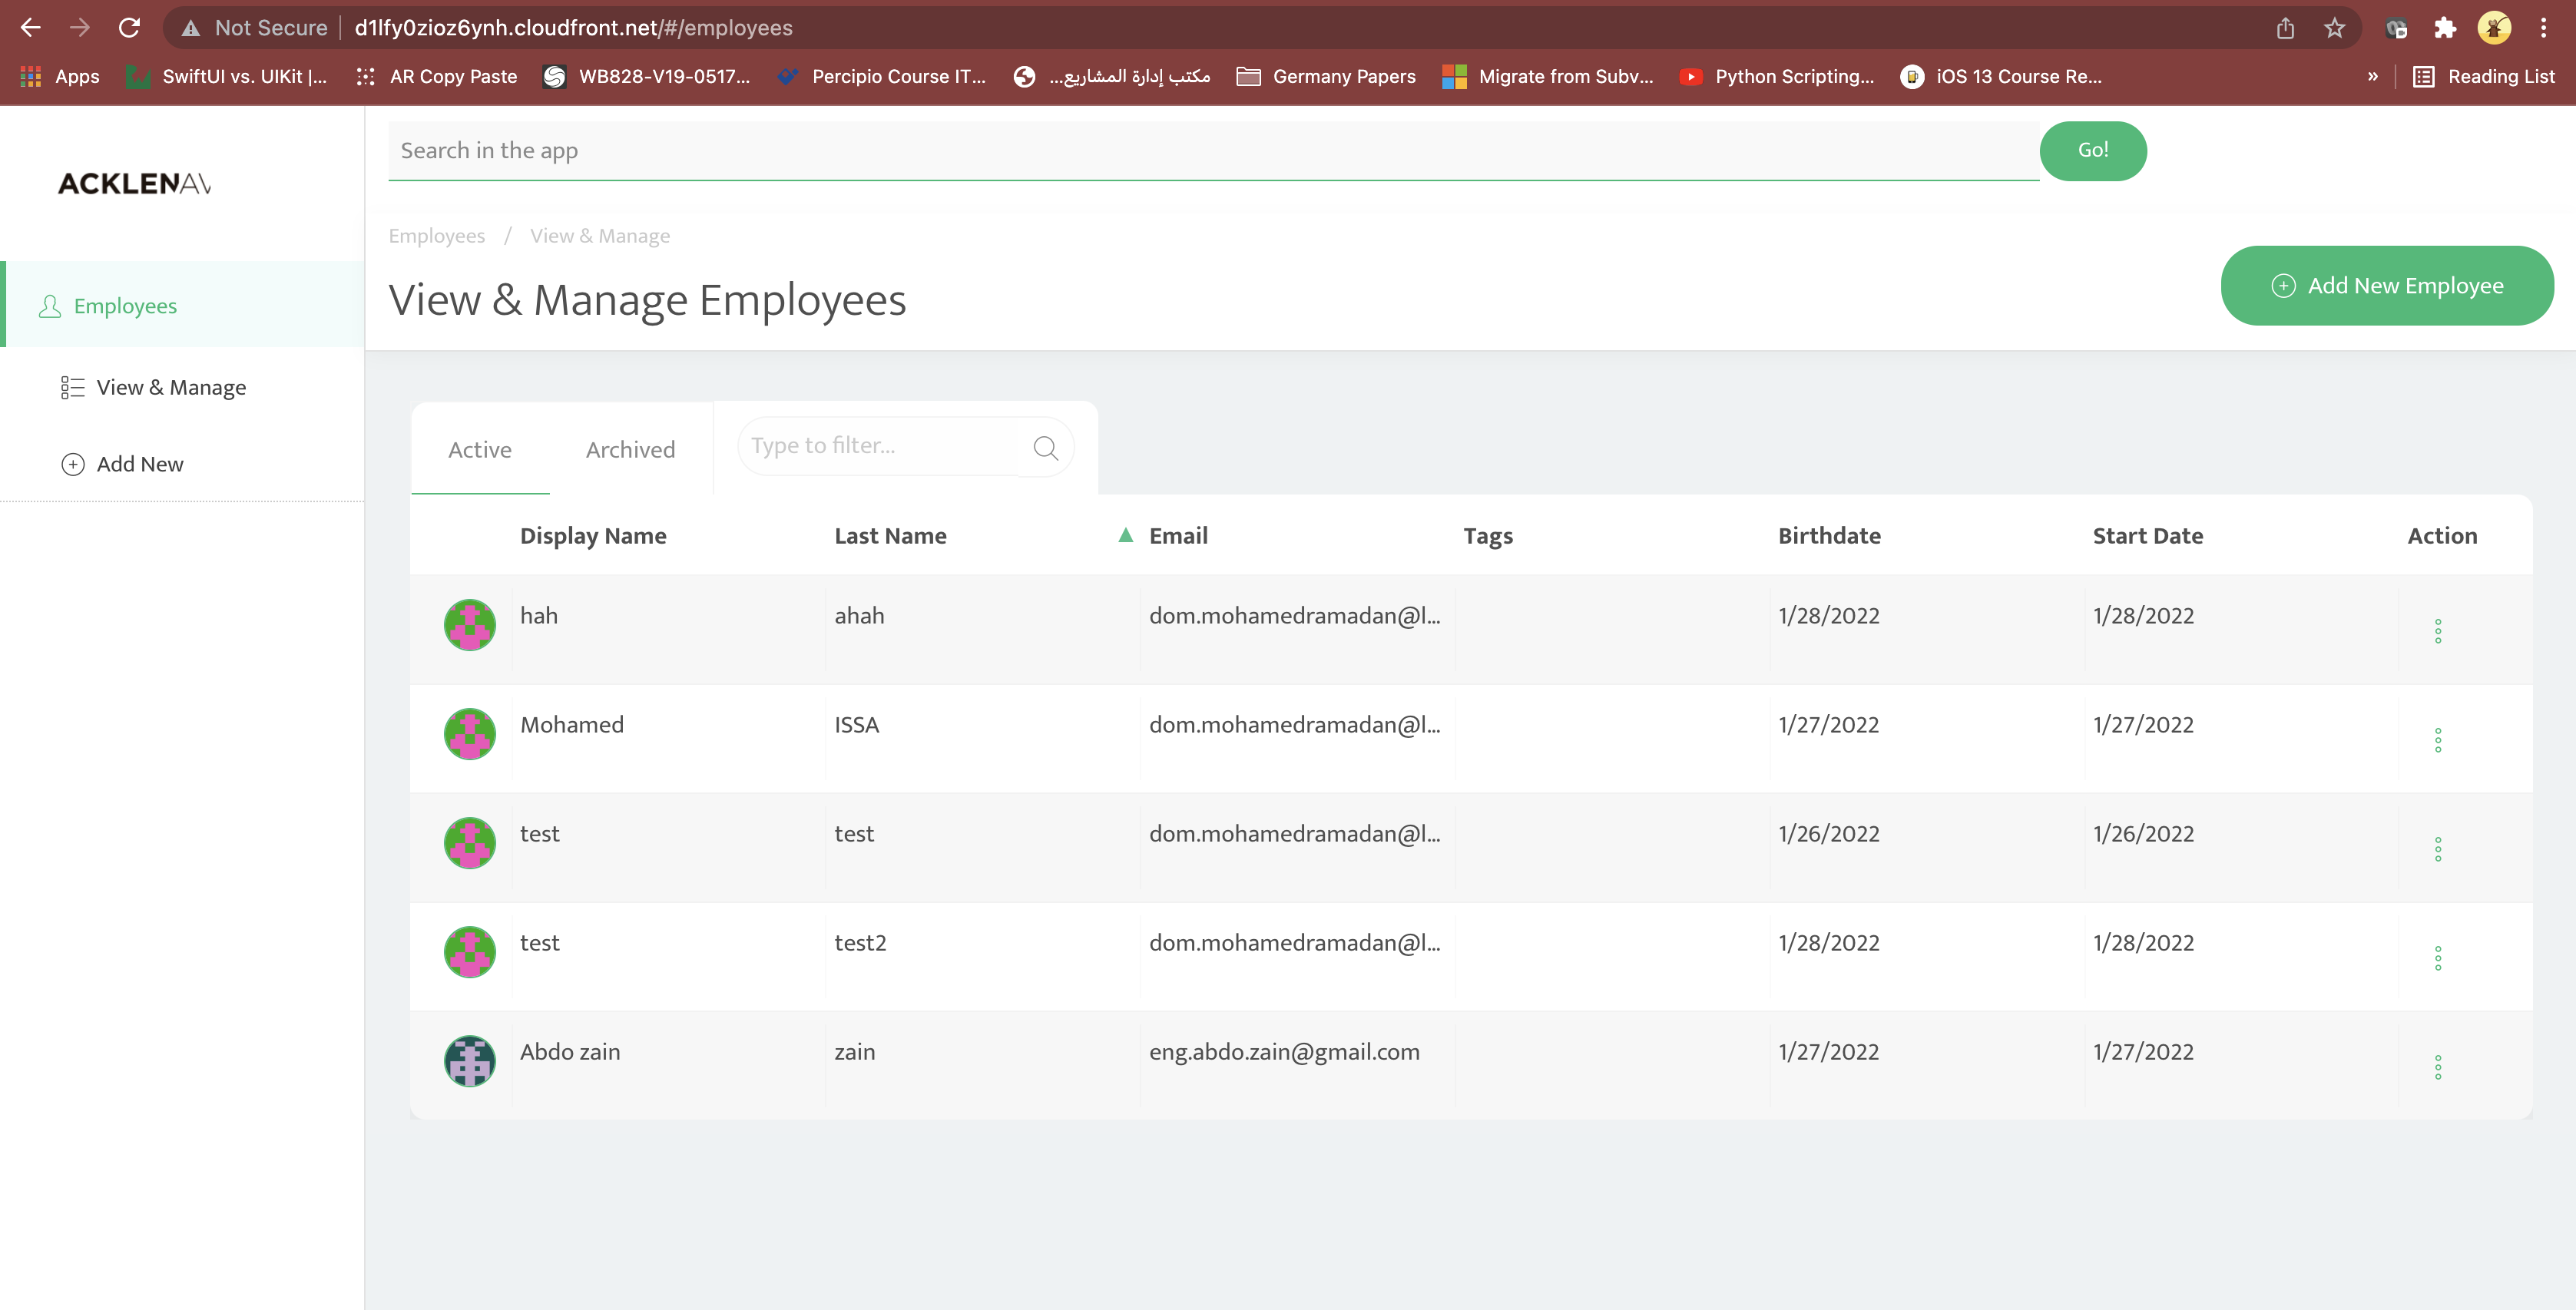 Not Secure | d1lfy0zioz6ynh.cloudfront.net/#/employees
Apps SwiftUI vs. UIKit |... AR Copy Paste WB828-V19-0517... Percipio Course IT... مكتب إدارة المشاريع... Germany Papers Migrate from Subv... Python Scripting... iOS 13 Course Re... » Reading List
ACKLENAV
Search in the app Go!
Employees / View & Manage
View & Manage Employees
Add New Employee
Employees
View & Manage
Add New
Active Archived Type to filter...
Display Name Last Name ▲ Email Tags Birthdate Start Date Action
hah ahah dom.mohamedramadan@l... 1/28/2022 1/28/2022
Mohamed ISSA dom.mohamedramadan@l... 1/27/2022 1/27/2022
test test dom.mohamedramadan@l... 1/26/2022 1/26/2022
test test2 dom.mohamedramadan@l... 1/28/2022 1/28/2022
Abdo zain zain eng.abdo.zain@gmail.com 1/27/2022 1/27/2022